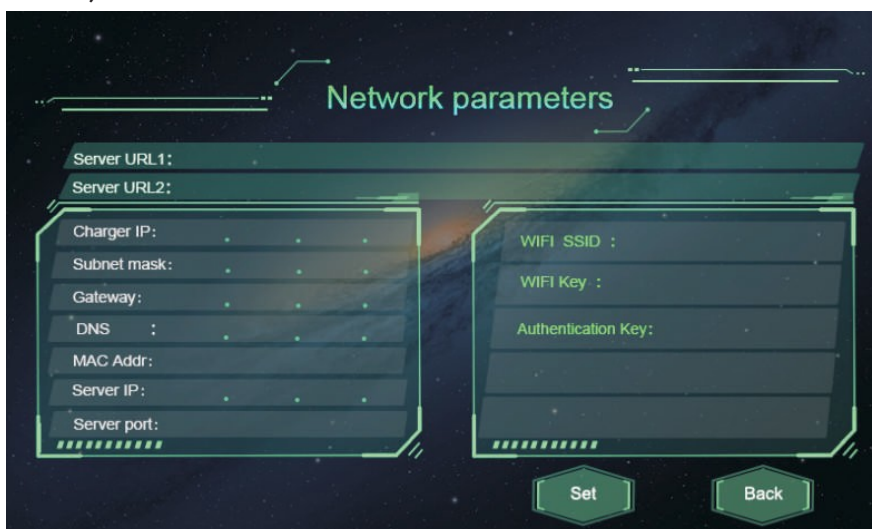 Network parameters
Server URL1:
Server URL2:
Charger IP: . . .
Subnet mask: . . .
Gateway: . . .
DNS : . . .
MAC Addr:
Server IP: . . .
Server port:
WIFI SSID :
WIFI Key :
Authentication Key:
Set
Back